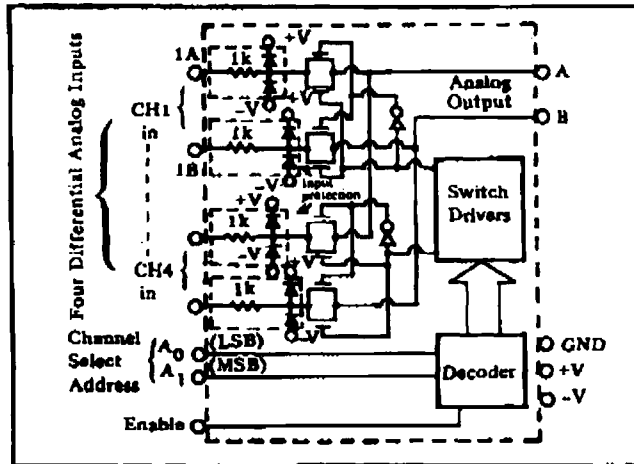 Four Differential Analog Inputs
1A
1k
+V
-V
CH1
in
1B
1k
+V
-V
Input
protection
1k
+V
-V
CH4
in
1k
+V
-V
Analog
Output
A
B
Switch
Drivers
Channel
Select
Address
A0
(LSB)
A1
(MSB)
Decoder
GND
+V
-V
Enable